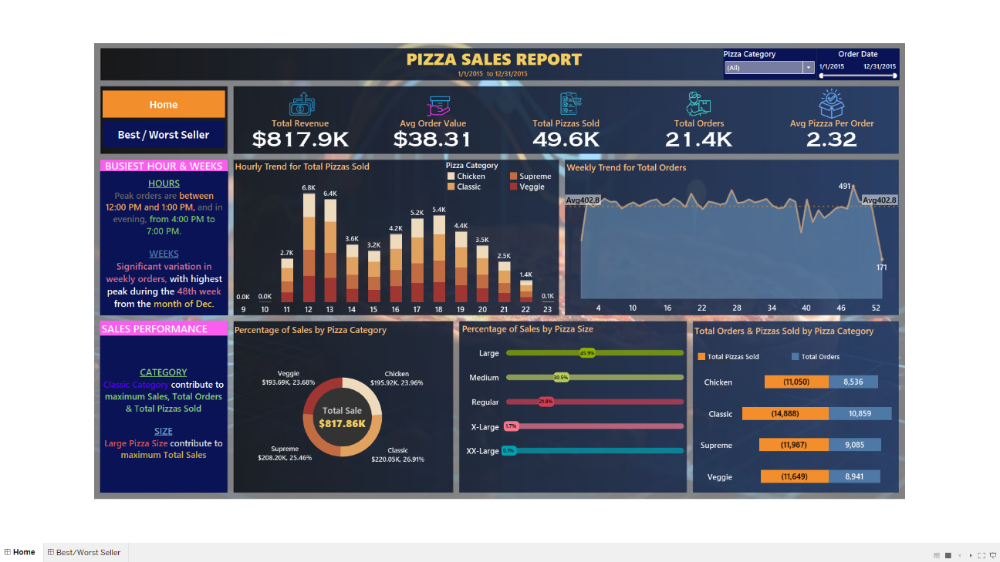 PIZZA SALES REPORT
1/1/2015 to 12/31/2015
Pizza Category
(All)
Order Date
1/1/2015 12/31/2015
Home
Best / Worst Seller
Total Revenue
$817.9K
Avg Order Value
$38.31
Total Pizzas Sold
49.6K
Total Orders
21.4K
Avg Pizzza Per Order
2.32
BUSIEST HOUR & WEEKS
HOURS
Peak orders are between
12:00 PM and 1:00 PM, and in
evening, from 4:00 PM to
7:00 PM.
WEEKS
Significant variation in
weekly orders, with highest
peak during the 48th week
from the month of Dec.
Hourly Trend for Total Pizzas Sold
Pizza Category
Chicken Supreme
Classic Veggie
0.0K 0.0K 2.7K 6.8K 6.4K 3.6K 3.2K 4.2K 5.2K 5.4K 4.4K 3.5K 2.5K 1.4K 0.1K
9 10 11 12 13 14 15 16 17 18 19 20 21 22 23
Weekly Trend for Total Orders
491
Avg402.8 Avg402.8
171
4 10 16 22 28 34 40 46 52
SALES PERFORMANCE
CATEGORY
Classic Category contribute to
maximum Sales, Total Orders
& Total Pizzas Sold
SIZE
Large Pizza Size contribute to
maximum Total Sales
Percentage of Sales by Pizza Category
Veggie
$193.69K, 23.68%
Chicken
$195.92K, 23.96%
Total Sale
$817.86K
Supreme
$208.20K, 25.46%
Classic
$220.05K, 26.91%
Percentage of Sales by Pizza Size
Large 45.9%
Medium 30.5%
Regular 21.8%
X-Large 1.7%
XX-Large 0.1%
Total Orders & Pizzas Sold by Pizza Category
Total Pizzas Sold Total Orders
Chicken (11,050) 8,536
Classic (14,888) 10,859
Supreme (11,987) 9,085
Veggie (11,649) 8,941
Home Best/Worst Seller